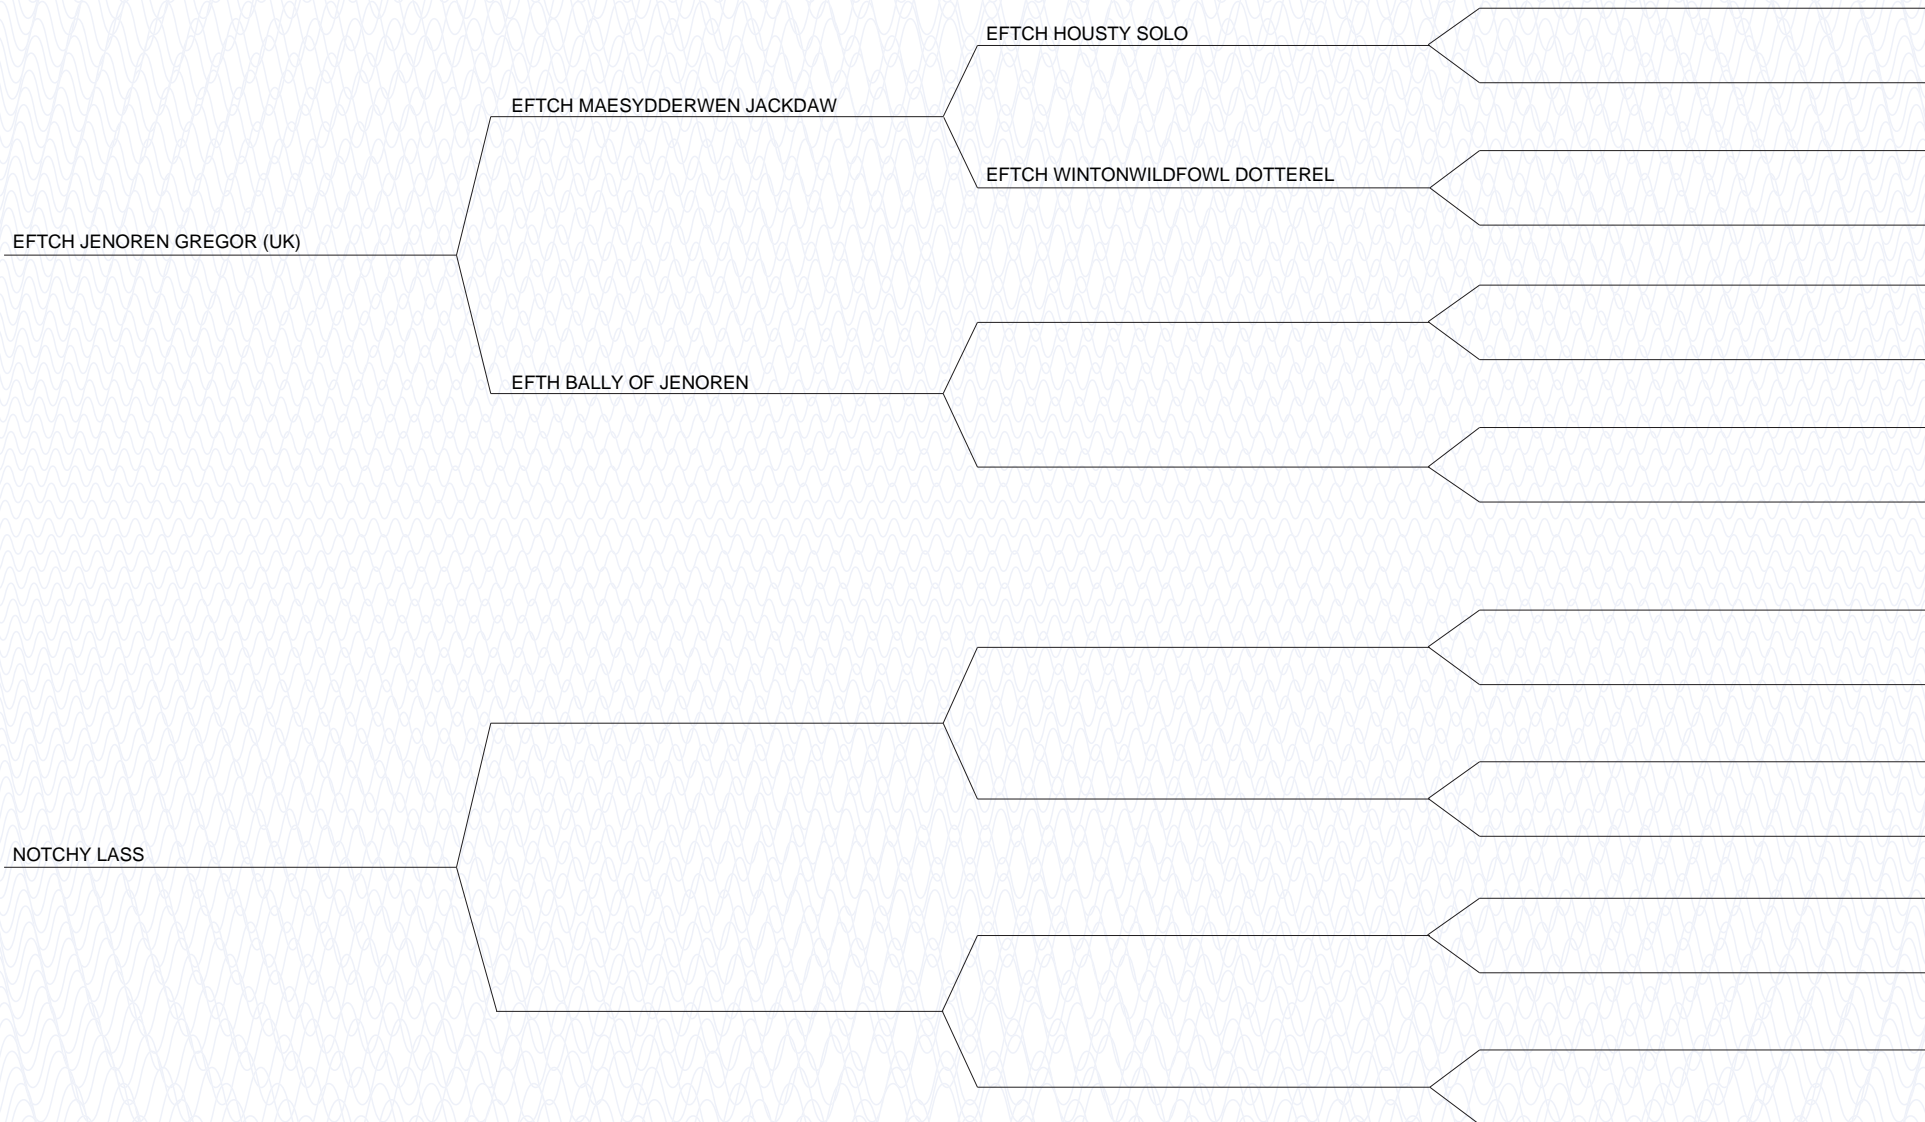 EFTCH HOUSTY SOLO
EFTCH MAESYDDERWEN JACKDAW
EFTCH WINTONWILDFOWL DOTTEREL
EFTCH JENOREN GREGOR (UK)
EFTH BALLY OF JENOREN
NOTCHY LASS